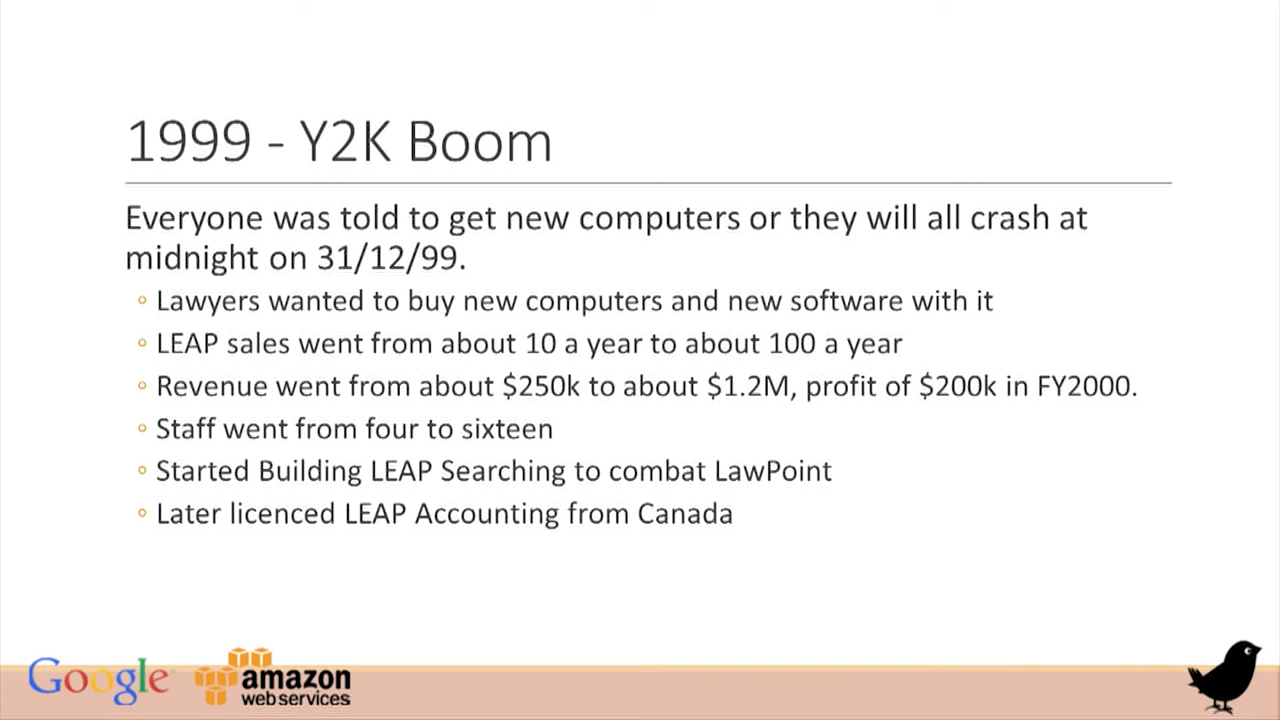 1999 - Y2K Boom
Everyone was told to get new computers or they will all crash at
midnight on 31/12/99.
◦ Lawyers wanted to buy new computers and new software with it
◦ LEAP sales went from about 10 a year to about 100 a year
◦ Revenue went from about $250k to about $1.2M, profit of $200k in FY2000.
◦ Staff went from four to sixteen
◦ Started Building LEAP Searching to combat LawPoint
◦ Later licenced LEAP Accounting from Canada
Google
amazon
web services